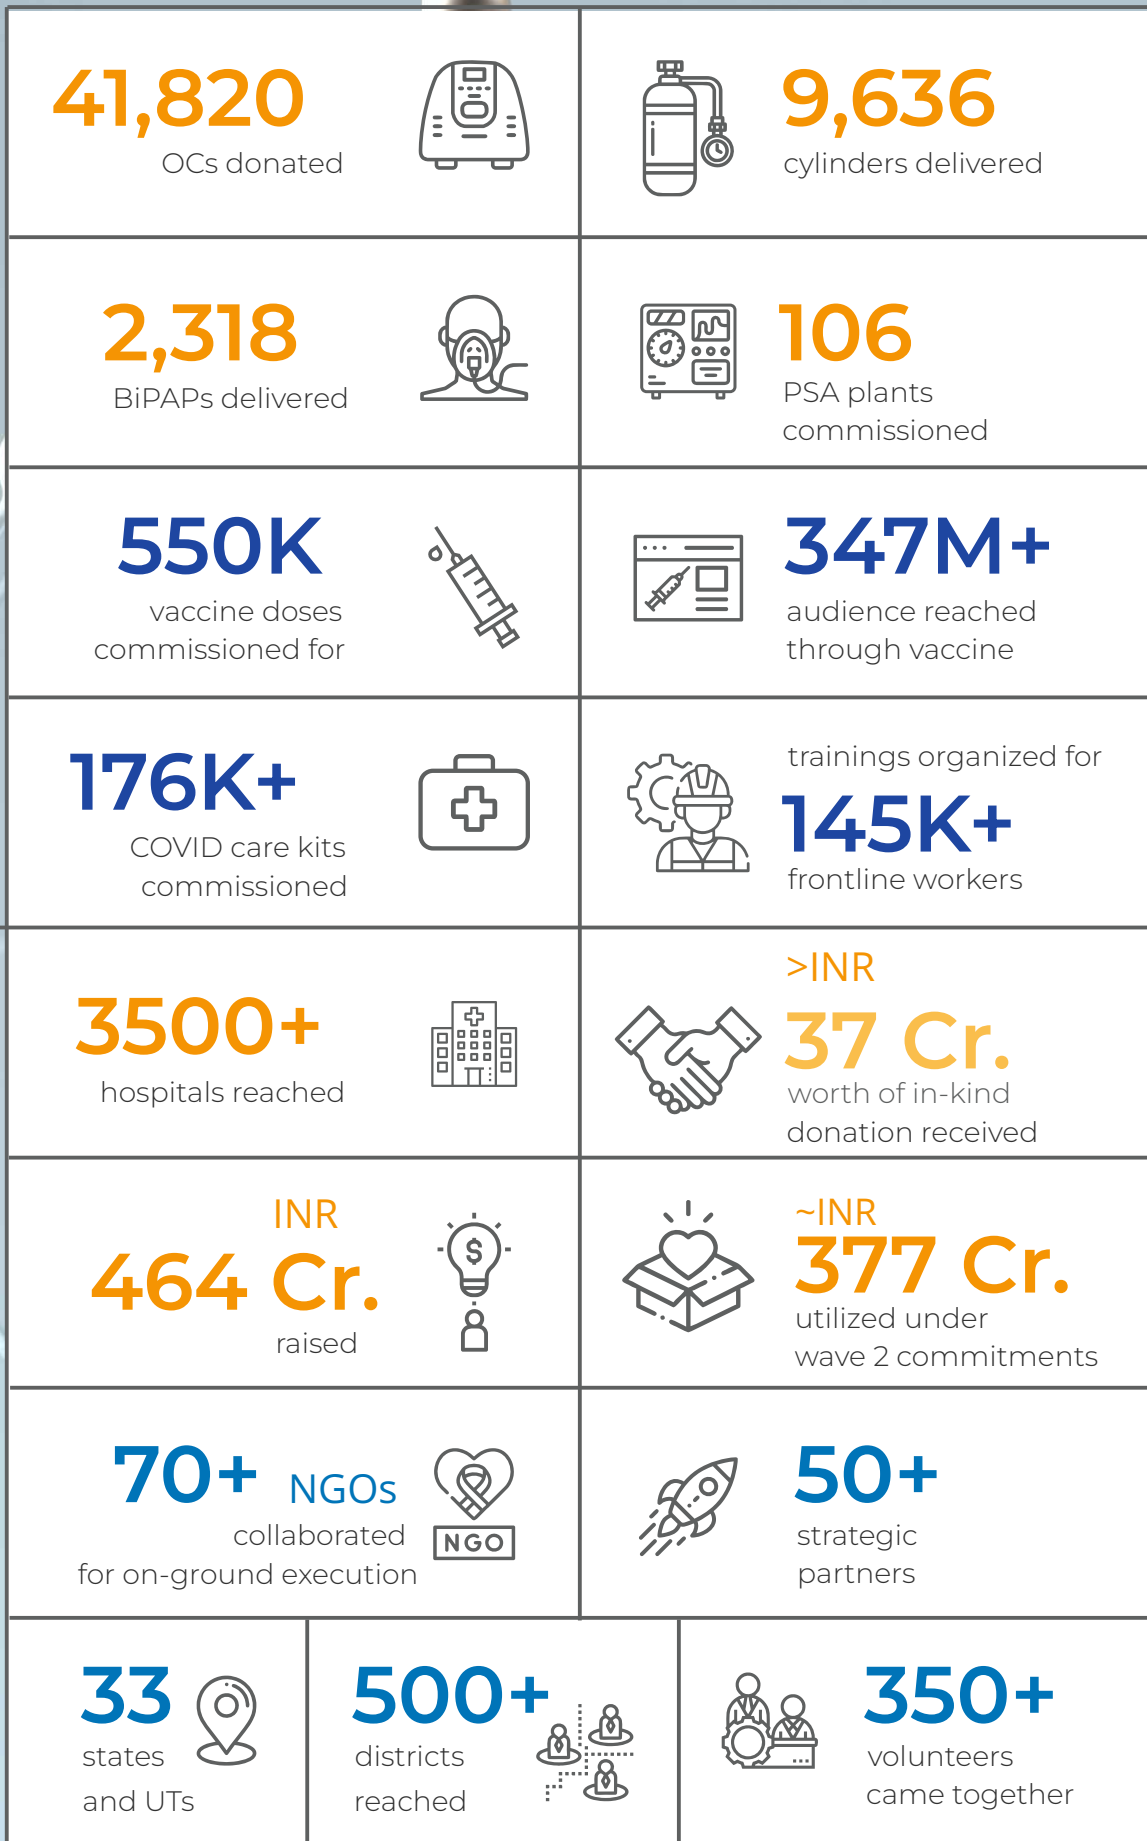 41,820
OCs donated
9,636
cylinders delivered
2,318
BiPAPs delivered
106
PSA plants
commissioned
550K
vaccine doses
commissioned for
347M+
audience reached
through vaccine
176K+
COVID care kits
commissioned
trainings organized for
145K+
frontline workers
3500+
hospitals reached
>INR
37 Cr.
worth of in-kind
donation received
INR
464 Cr.
raised
~INR
377 Cr.
utilized under
wave 2 commitments
70+ NGOs
collaborated
for on-ground execution
NGO
50+
strategic
partners
33
states
and UTs
500+
districts
reached
350+
volunteers
came together